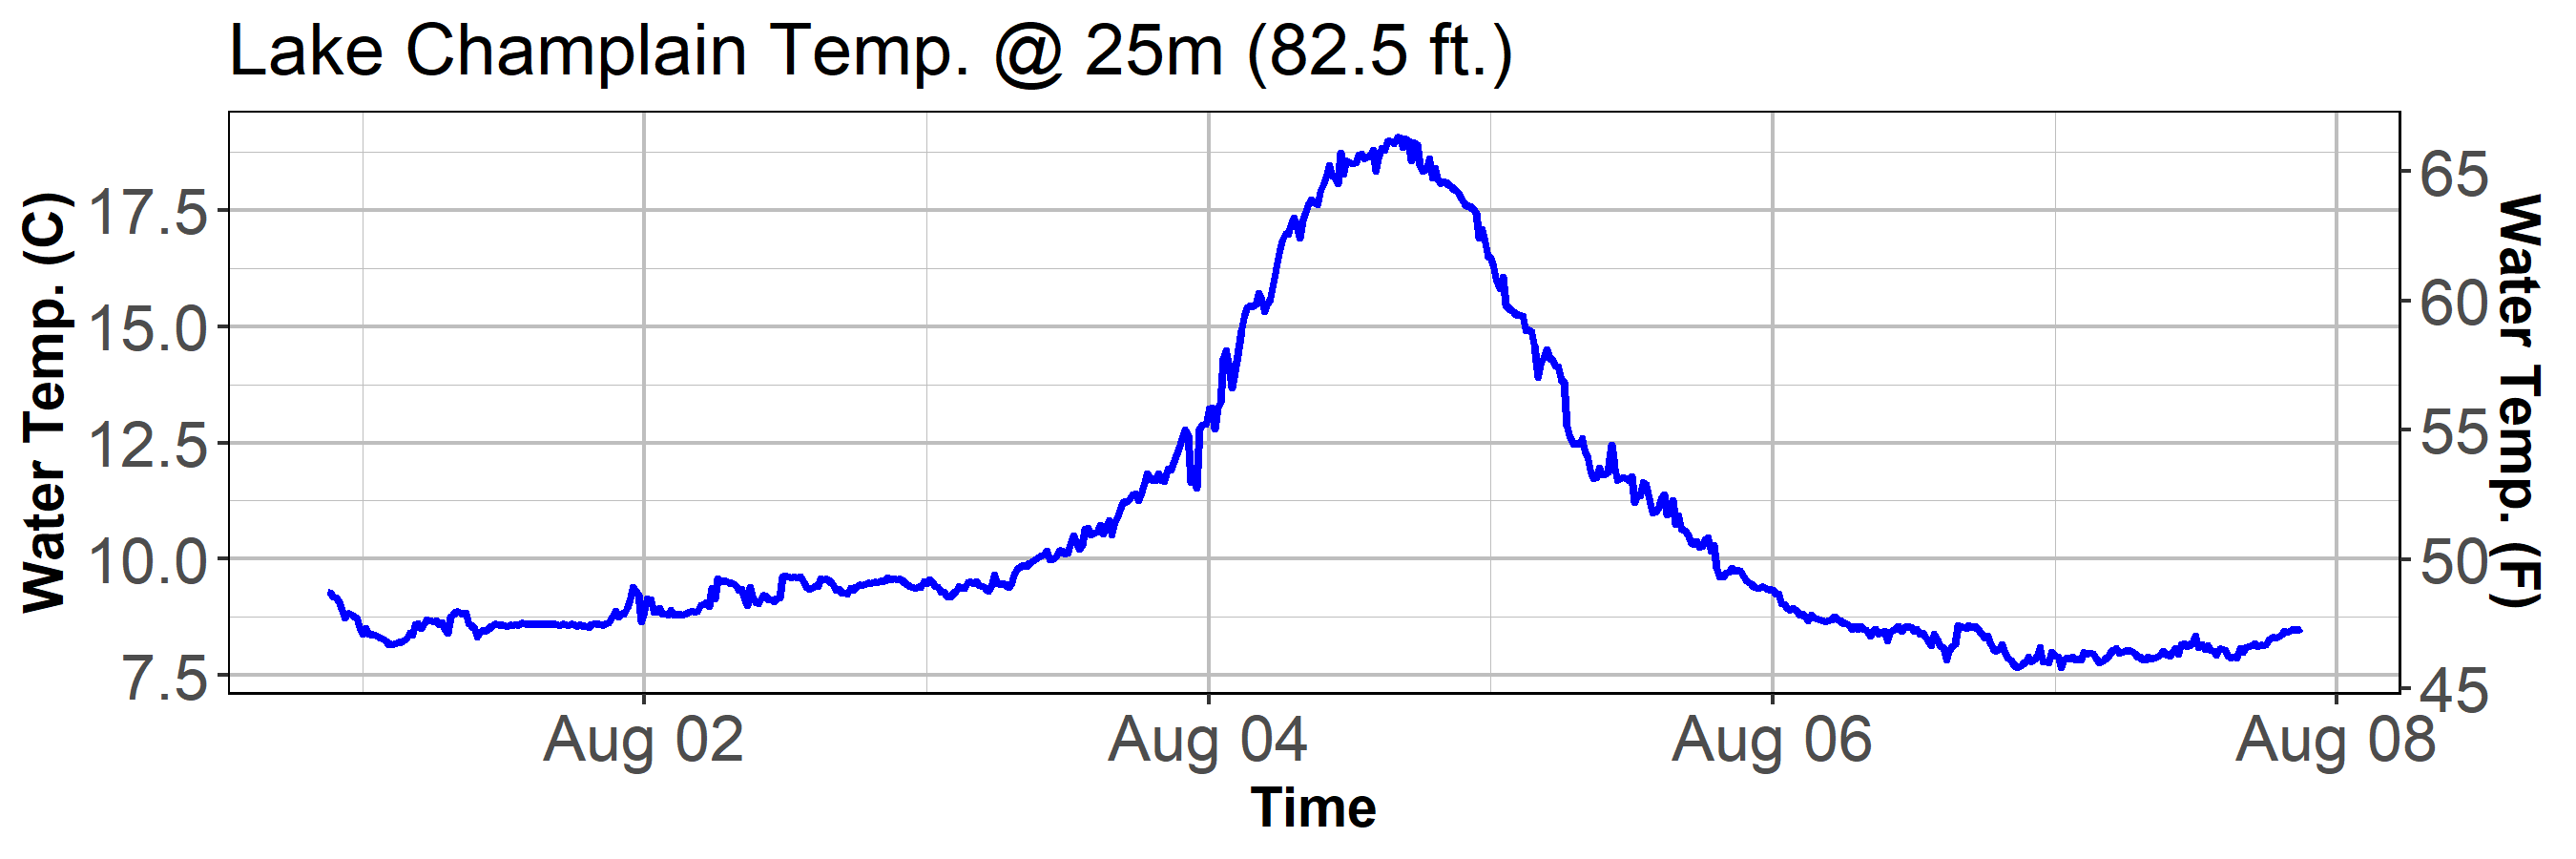 Lake Champlain Temp. @ 25m (82.5 ft.)
Water Temp. (C)
17.5
15.0
12.5
10.0
7.5
65
60
55
50
45
Water Temp. (F)
Aug 02 Aug 04 Aug 06 Aug 08
Time